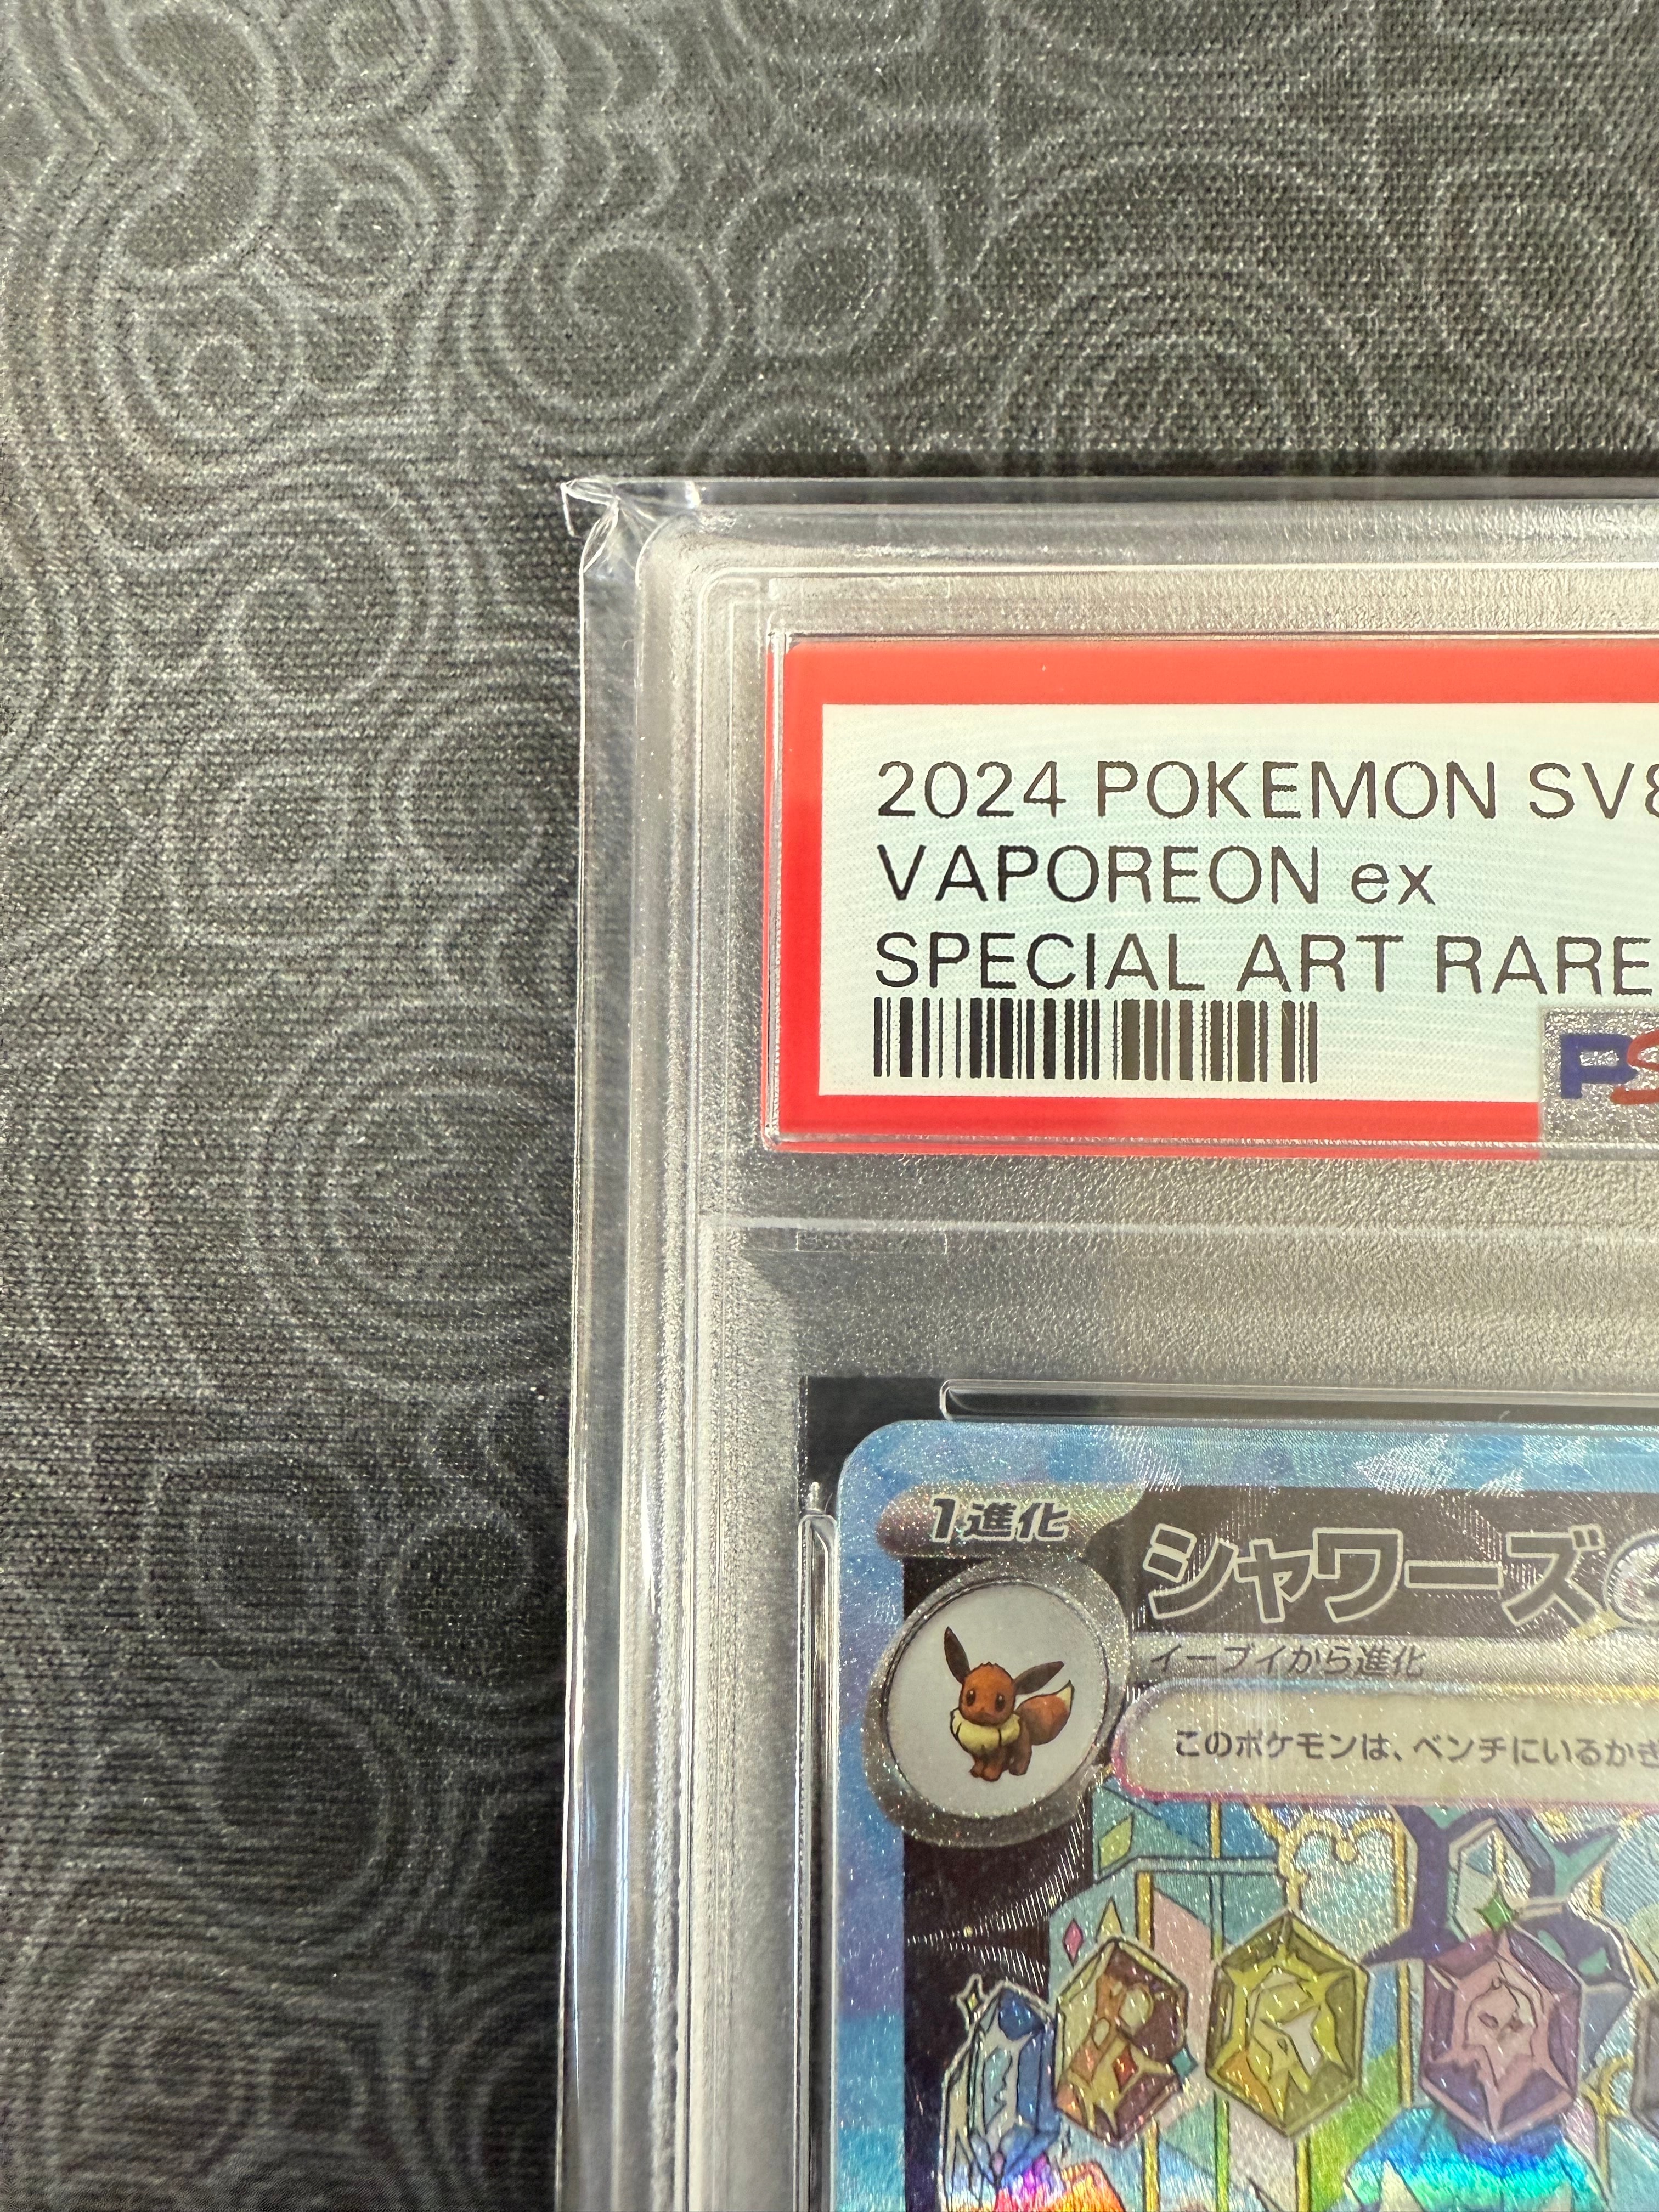 2024 POKEMON SV8
VAPOREON ex
SPECIAL ART RARE
PS
1進化
シャワーズ
イーブイから進化
このポケモンは、ベンチにいるかぎ